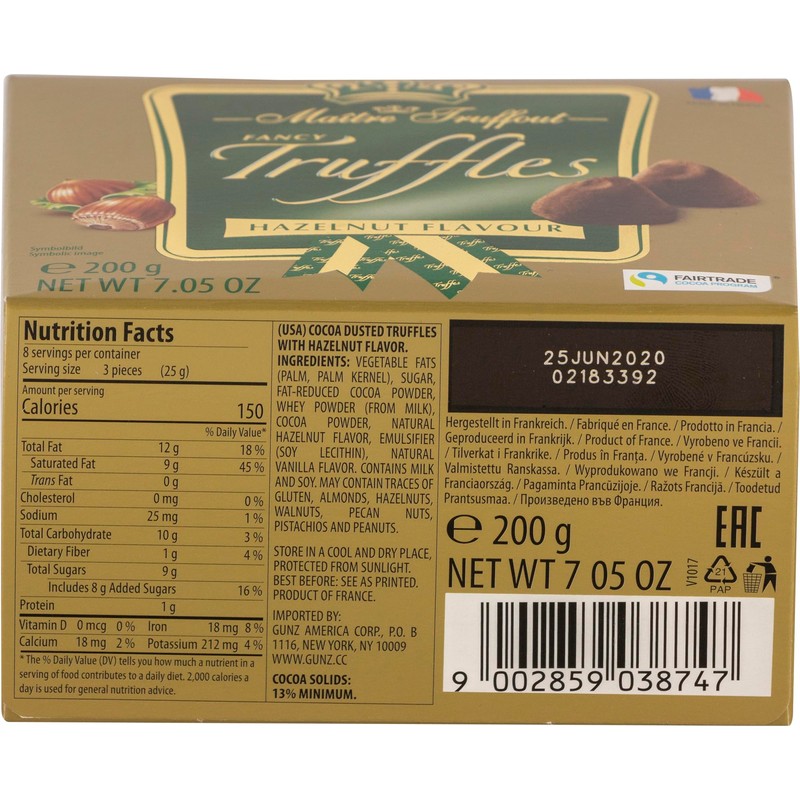 Maître Truffout
FANCY
Truffles
HAZELNUT FLAVOUR
Symbolbild
Symbolic image
e 200 g
NET WT 7.05 OZ
FAIRTRADE
COCOA PROGRAM
Nutrition Facts
8 servings per container
Serving size 3 pieces (25 g)
Amount per serving
Calories 150
% Daily Value*
Total Fat 12 g 18 %
Saturated Fat 9 g 45 %
Trans Fat 0 g
Cholesterol 0 mg 0 %
Sodium 25 mg 1 %
Total Carbohydrate 10 g 3 %
Dietary Fiber 1 g 4 %
Total Sugars 9 g
Includes 8 g Added Sugars 16 %
Protein 1 g
Vitamin D 0 mcg 0 % Iron 18 mg 8 %
Calcium 18 mg 2 % Potassium 212 mg 4 %
*The % Daily Value (DV) tells you how much a nutrient in a
serving of food contributes to a daily diet. 2,000 calories a
day is used for general nutrition advice.
(USA) COCOA DUSTED TRUFFLES
WITH HAZELNUT FLAVOR.
INGREDIENTS: VEGETABLE FATS
(PALM, PALM KERNEL), SUGAR,
FAT-REDUCED COCOA POWDER,
WHEY POWDER (FROM MILK),
COCOA POWDER, NATURAL
HAZELNUT FLAVOR, EMULSIFIER
(SOY LECITHIN), NATURAL
VANILLA FLAVOR. CONTAINS MILK
AND SOY. MAY CONTAIN TRACES OF
GLUTEN, ALMONDS, HAZELNUTS,
WALNUTS, PECAN NUTS,
PISTACHIOS AND PEANUTS.
STORE IN A COOL AND DRY PLACE,
PROTECTED FROM SUNLIGHT.
BEST BEFORE: SEE AS PRINTED.
PRODUCT OF FRANCE.
IMPORTED BY:
GUNZ AMERICA CORP., P.O. B
1116, NEW YORK, NY 10009
WWW.GUNZ.CC
COCOA SOLIDS:
13% MINIMUM.
25JUN2020
02183392
Hergestellt in Frankreich. / Fabriqué en France. / Prodotto in Francia. /
Geproduceerd in Frankrijk. / Product of France. / Vyrobeno ve Francii.
/ Tilverkat i Frankrike. / Produs în Franţa. / Vyrobené v Francúzsku. /
Valmistettu Ranskassa. / Wyprodukowano we Francji. / Készült a
Franciaország. / Pagaminta Prancūzijoje. / Ražots Francijā. / Toodetud
Prantsusmaa. / Произведено във Франция.
e 200 g
EAC
NET WT 7 05 OZ
V1017
21
PAP
9 002859 038747